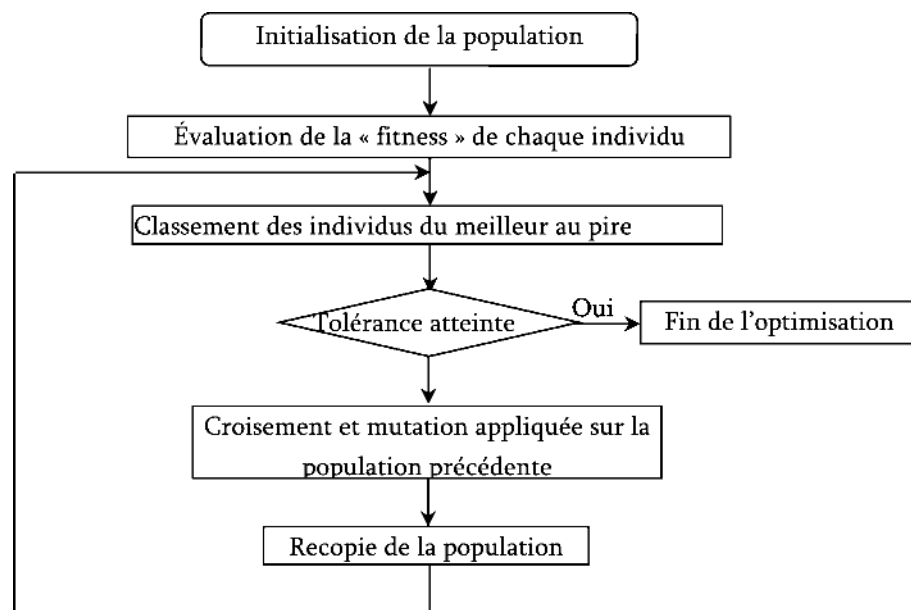 Initialisation de la population
Évaluation de la « fitness » de chaque individu
Classement des individus du meilleur au pire
Tolérance atteinte
Oui
Fin de l'optimisation
Croisement et mutation appliquée sur la
population précédente
Recopie de la population